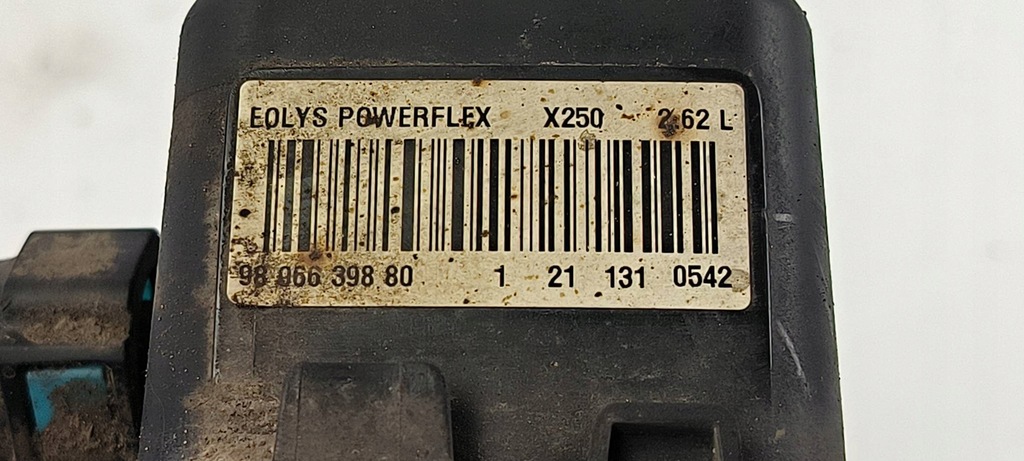 EOLYS POWERFLEX X250 2.62 L
98 066 398 80 1 21 131 0542